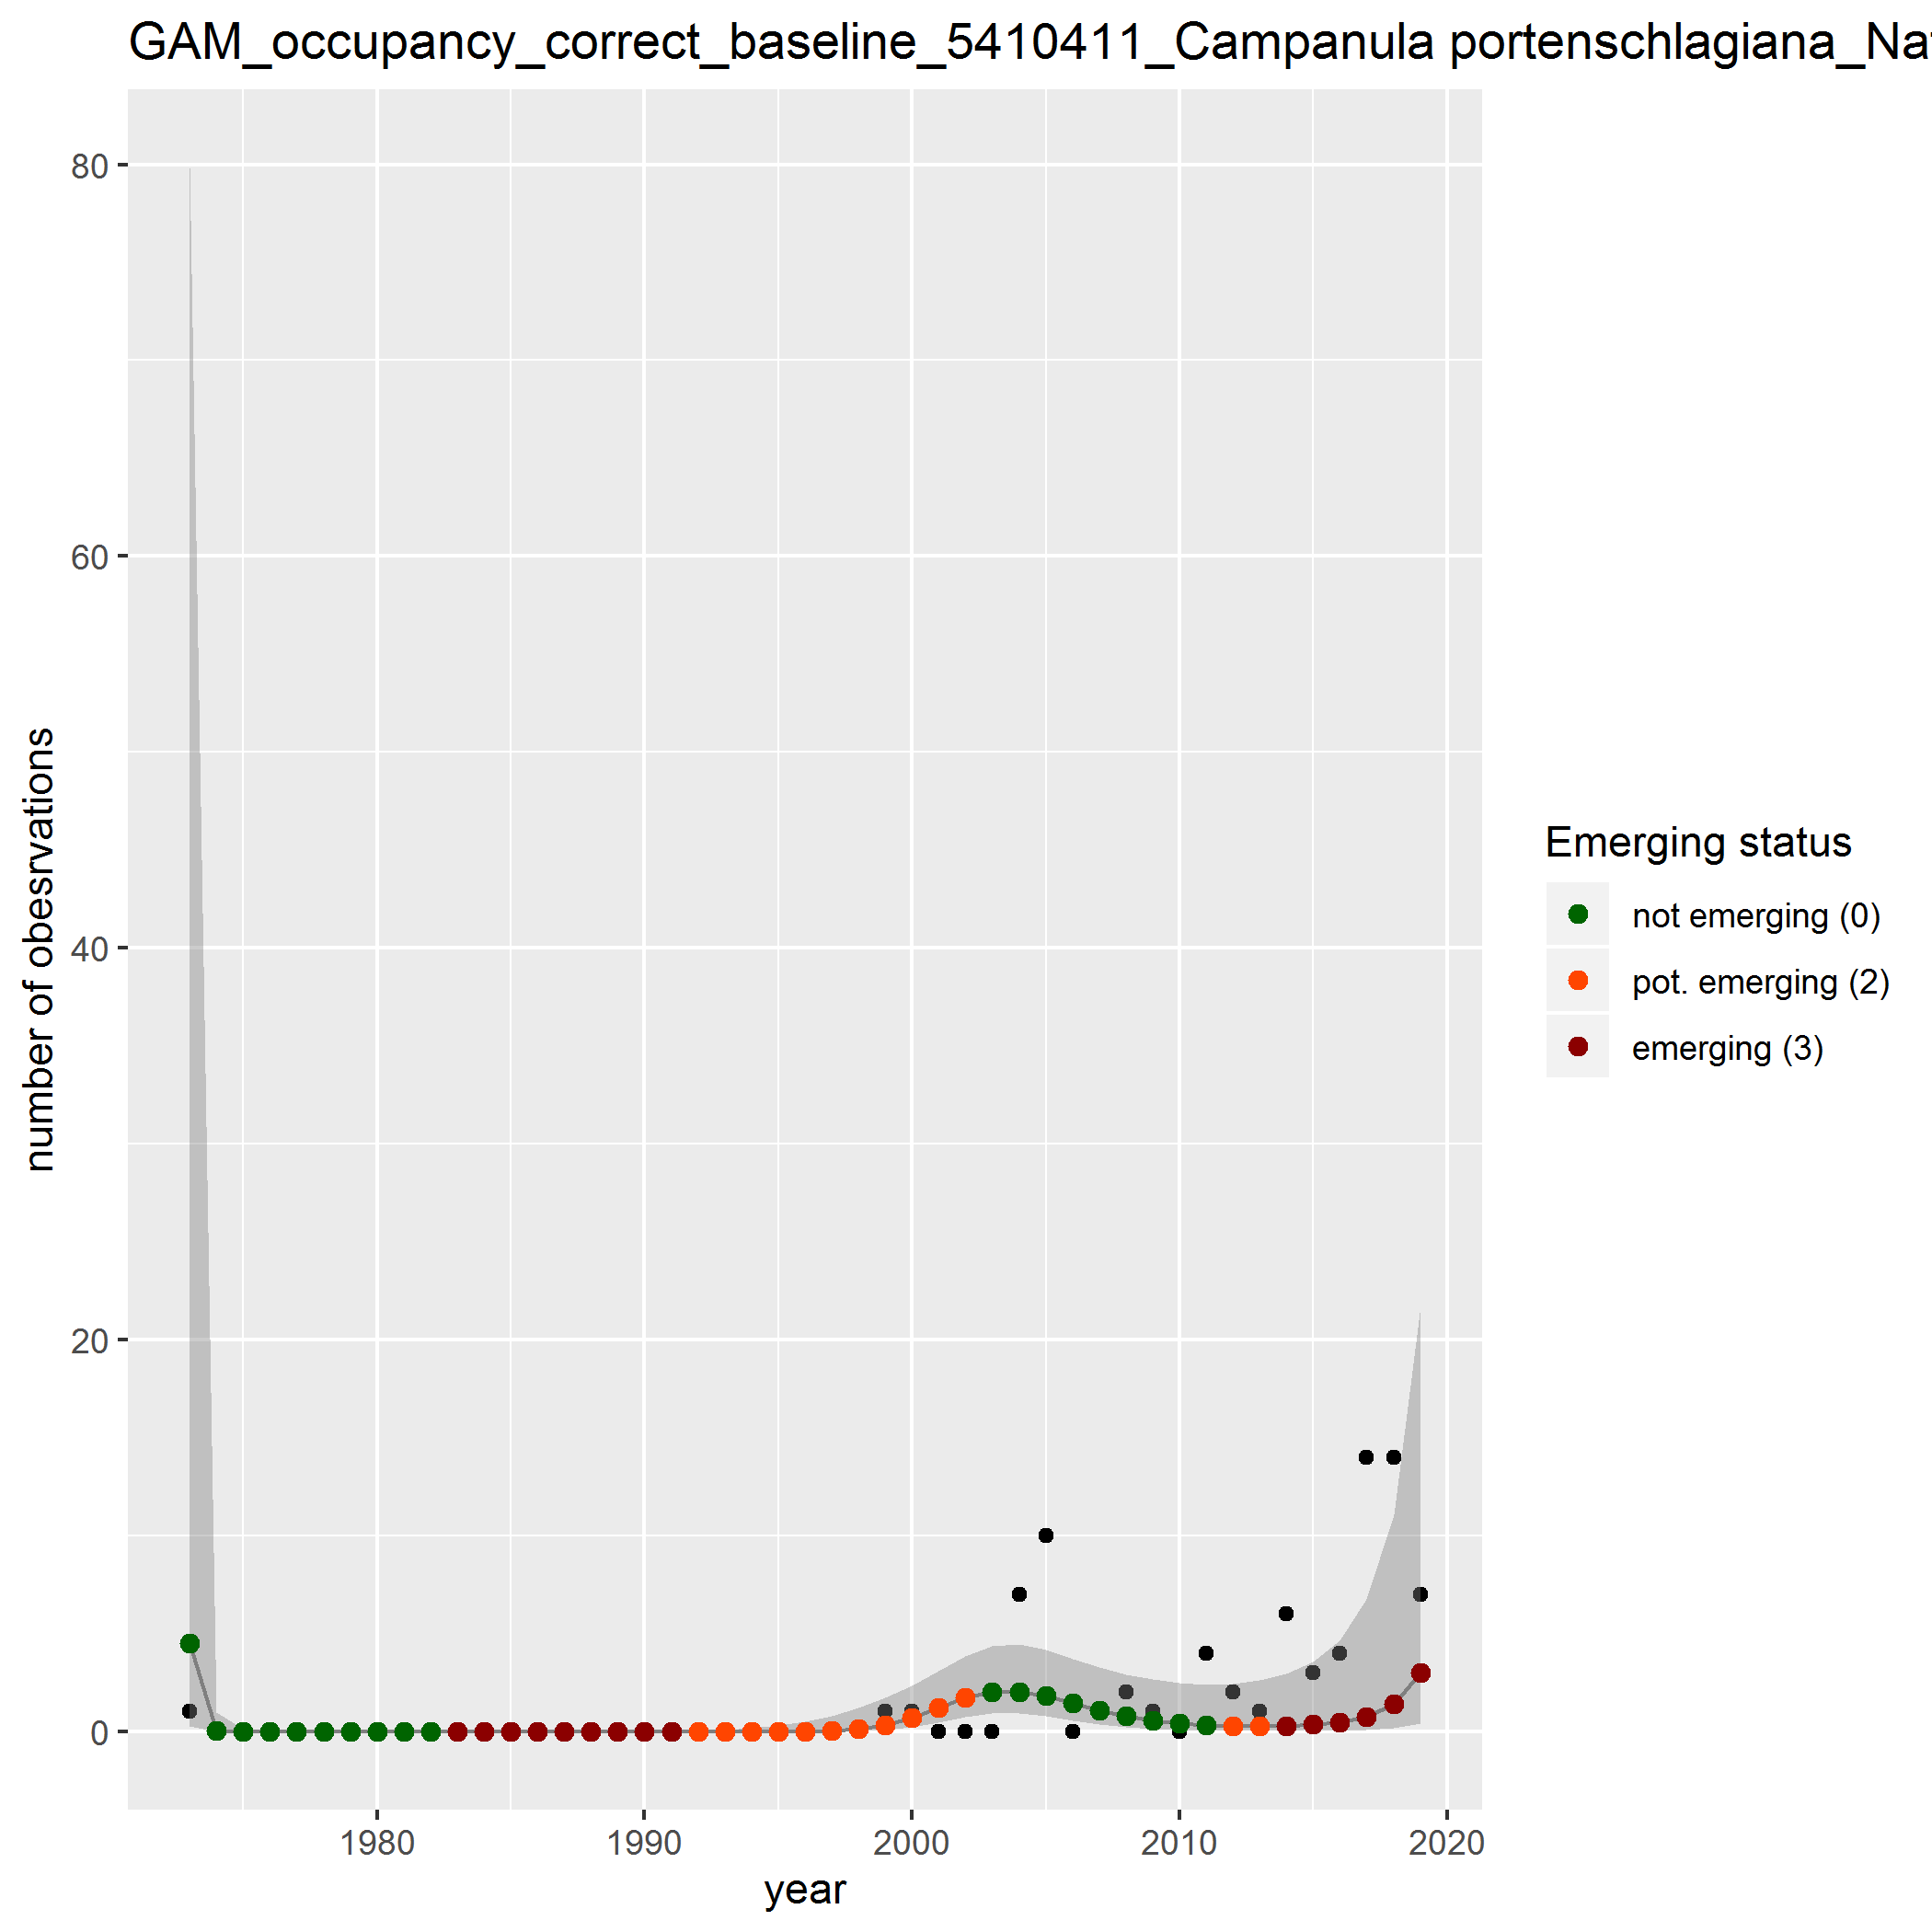 GAM_occupancy_correct_baseline_5410411_Campanula portenschlagiana_Nat
80
60
40
20
0
number of obesrvations
1980 1990 2000 2010 2020
year
Emerging status
not emerging (0)
pot. emerging (2)
emerging (3)